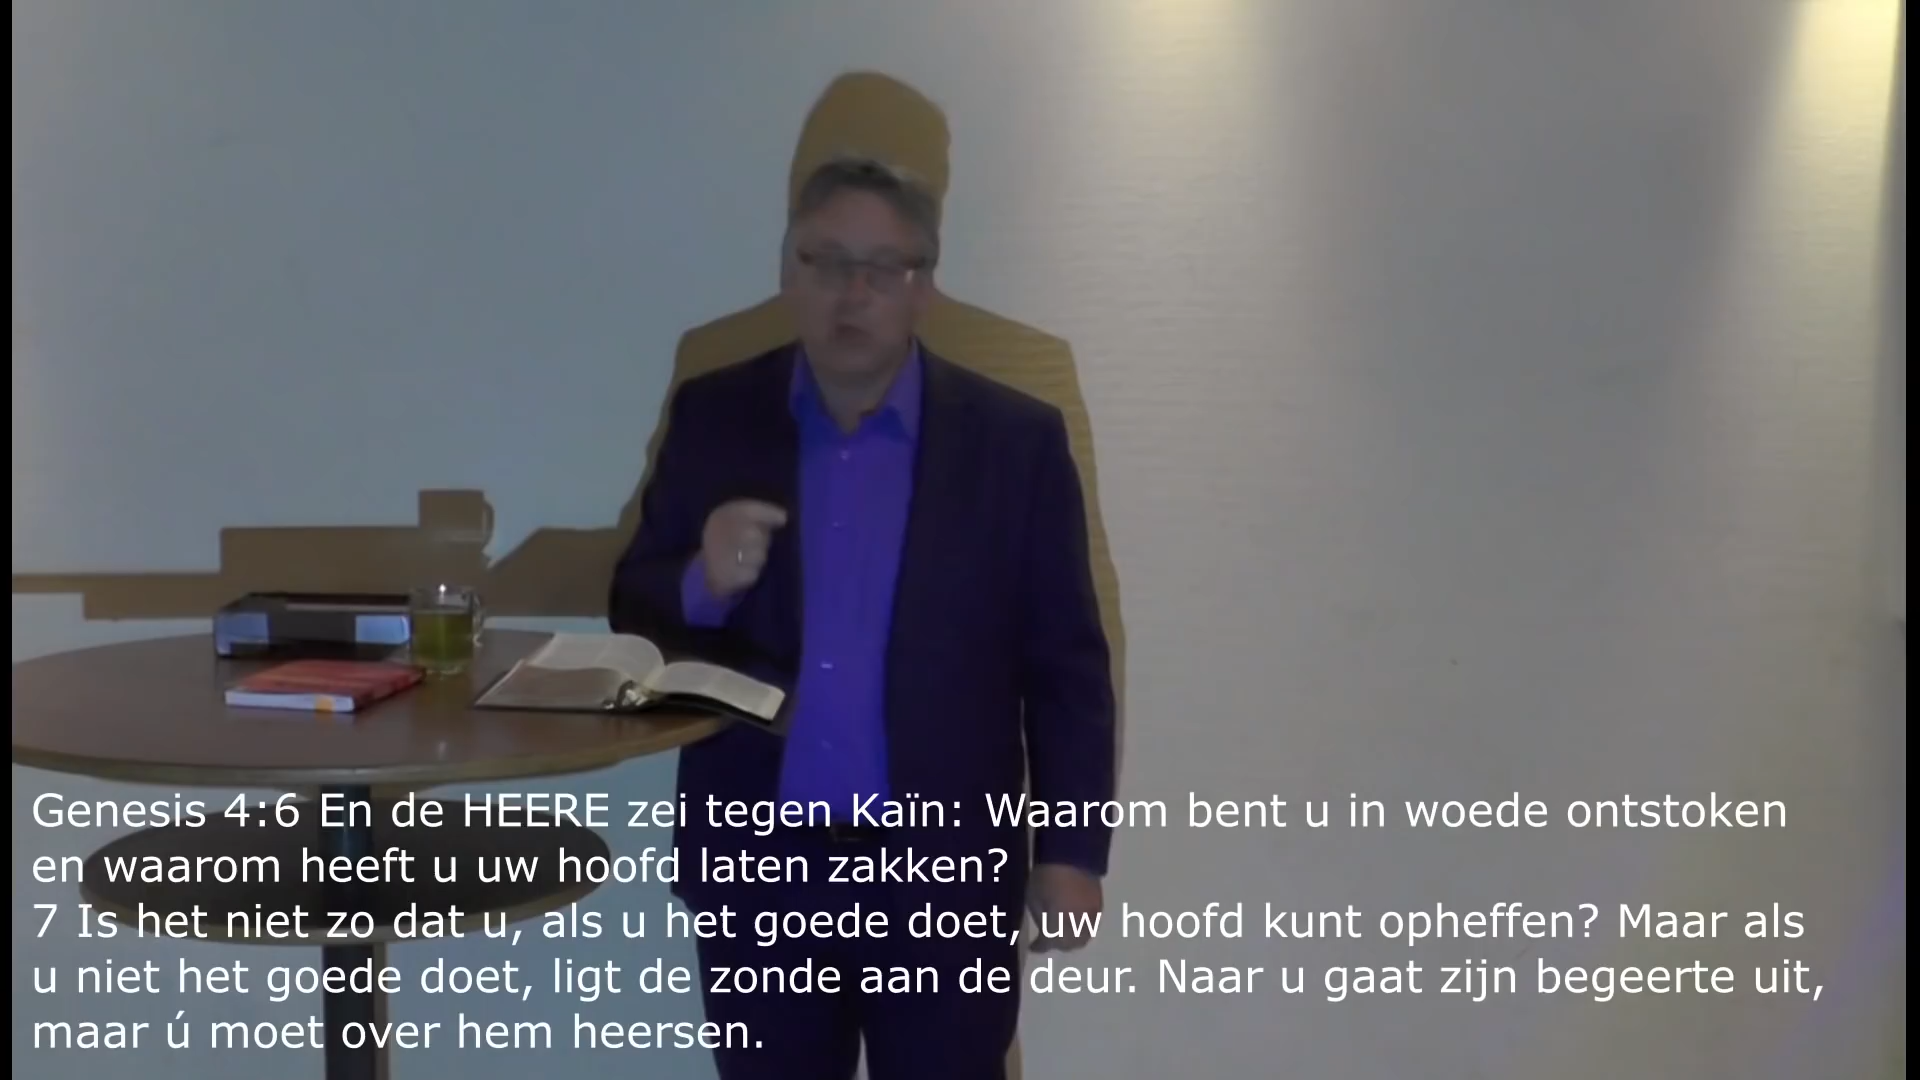 Genesis 4:6 En de HEERE zei tegen Kaïn: Waarom bent u in woede ontstoken
en waarom heeft u uw hoofd laten zakken?
7 Is het niet zo dat u, als u het goede doet, uw hoofd kunt opheffen? Maar als
u niet het goede doet, ligt de zonde aan de deur. Naar u gaat zijn begeerte uit,
maar ú moet over hem heersen.